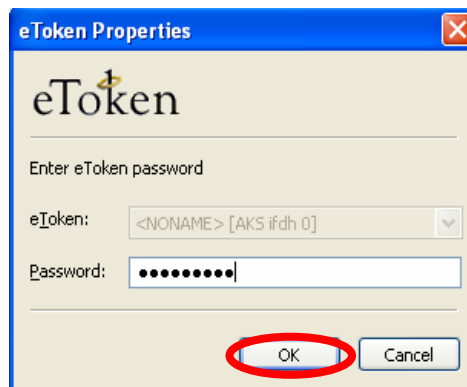 eToken Properties
eToken
Enter eToken password
eToken: <NONAME> [AKS ifdh 0]
Password: •••••••••
OK Cancel